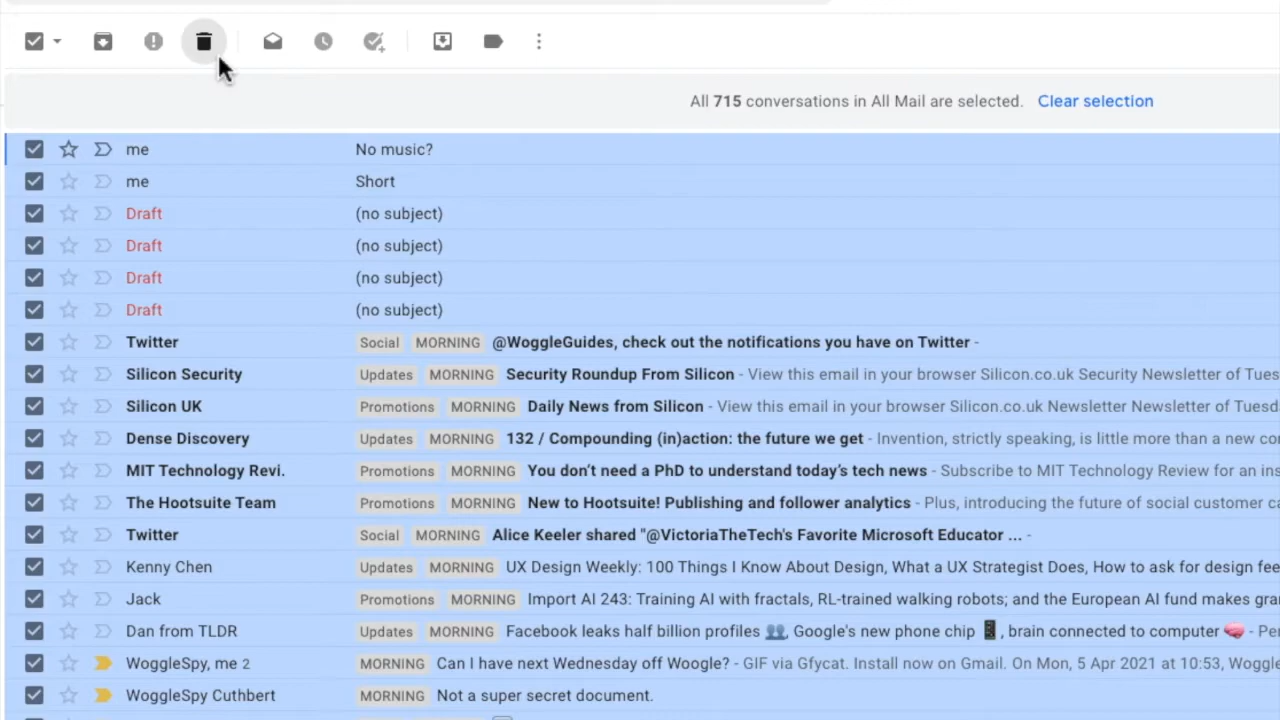 All 715 conversations in All Mail are selected. Clear selection
me No music?
me Short
Draft (no subject)
Draft (no subject)
Draft (no subject)
Draft (no subject)
Twitter Social MORNING @WoggleGuides, check out the notifications you have on Twitter -
Silicon Security Updates MORNING Security Roundup From Silicon - View this email in your browser Silicon.co.uk Security Newsletter of Tues
Silicon UK Promotions MORNING Daily News from Silicon - View this email in your browser Silicon.co.uk Newsletter Newsletter of Tuesd
Dense Discovery Updates MORNING 132 / Compounding (in)action: the future we get - Invention, strictly speaking, is little more than a new co
MIT Technology Revi. Promotions MORNING You don't need a PhD to understand today's tech news - Subscribe to MIT Technology Review for an ins
The Hootsuite Team Promotions MORNING New to Hootsuite! Publishing and follower analytics - Plus, introducing the future of social customer ca
Twitter Social MORNING Alice Keeler shared "@VictoriaTheTech's Favorite Microsoft Educator ... -
Kenny Chen Updates MORNING UX Design Weekly: 100 Things I Know About Design, What a UX Strategist Does, How to ask for design fee
Jack Promotions MORNING Import AI 243: Training AI with fractals, RL-trained walking robots; and the European AI fund makes gra
Dan from TLDR Updates MORNING Facebook leaks half billion profiles 👥, Google's new phone chip 📱, brain connected to computer 🧠 - Pe
WoggleSpy, me 2 MORNING Can I have next Wednesday off Woogle? - GIF via Gfycat. Install now on Gmail. On Mon, 5 Apr 2021 at 10:53, Woggle
WoggleSpy Cuthbert MORNING Not a super secret document.